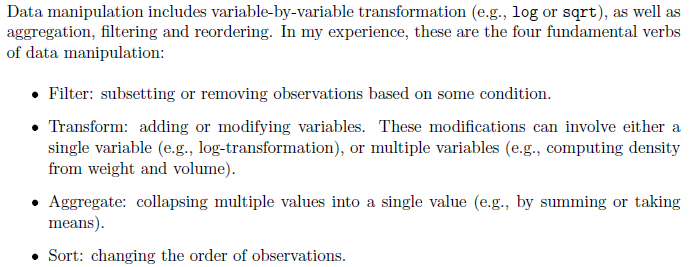 Data manipulation includes variable-by-variable transformation (e.g., log or sqrt), as well as
aggregation, filtering and reordering. In my experience, these are the four fundamental verbs
of data manipulation:
• Filter: subsetting or removing observations based on some condition.
• Transform: adding or modifying variables. These modifications can involve either a
single variable (e.g., log-transformation), or multiple variables (e.g., computing density
from weight and volume).
• Aggregate: collapsing multiple values into a single value (e.g., by summing or taking
means).
• Sort: changing the order of observations.